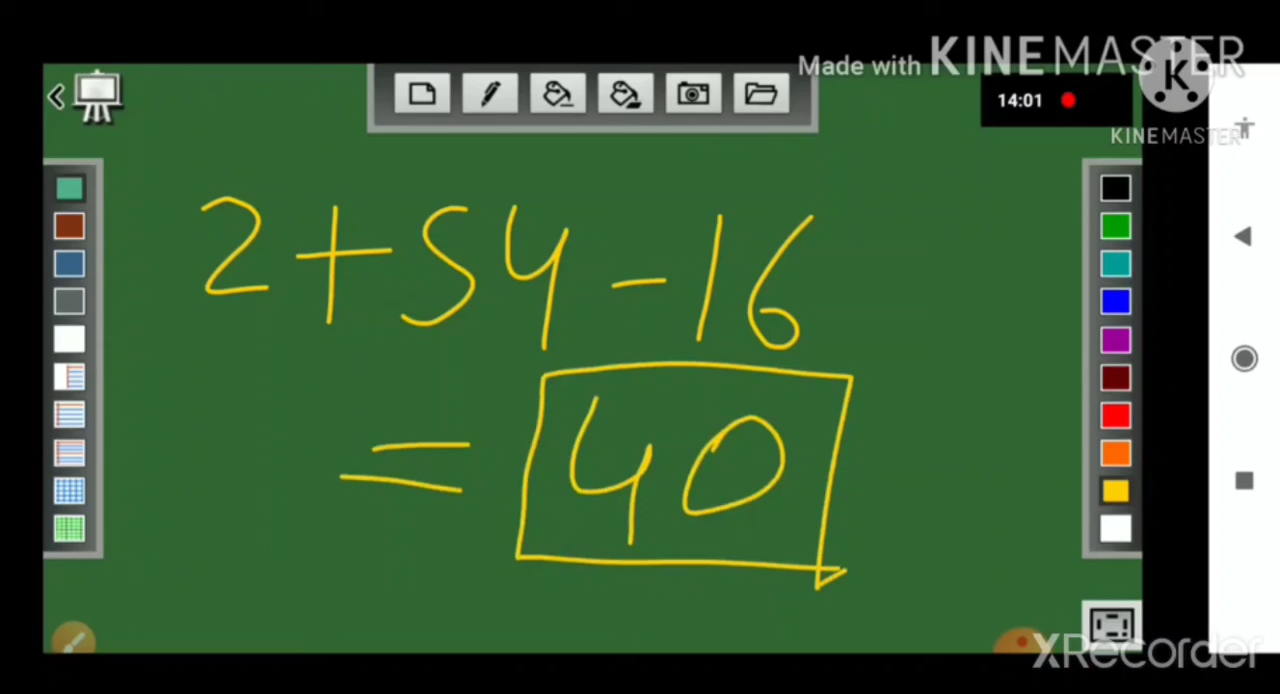 Made with KINEMASTER
14:01
K
KINEMASTER
2+54-16
=40
XRecorder